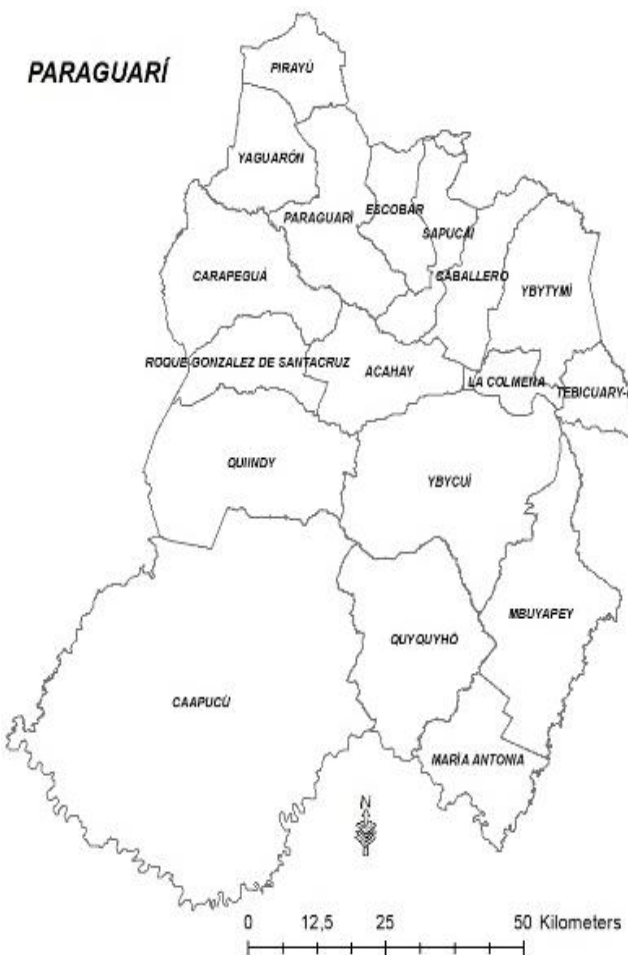 PARAGUARÍ
PIRAYÚ
YAGUARÓN
PARAGUARÍ
ESCOBAR
SAPUCAI
CARAPEGUÁ
CABALLERO
YBYTYMÍ
ROQUE GONZALEZ DE SANTACRUZ
ACAHAY
LA COLMENA
TEBICUARY-
QUIINDY
YBYCUÍ
MBUYAPEY
QUYQUYHÓ
CAAPUCÚ
MARÍA ANTONIA
N
0 12,5 25 50 Kilometers